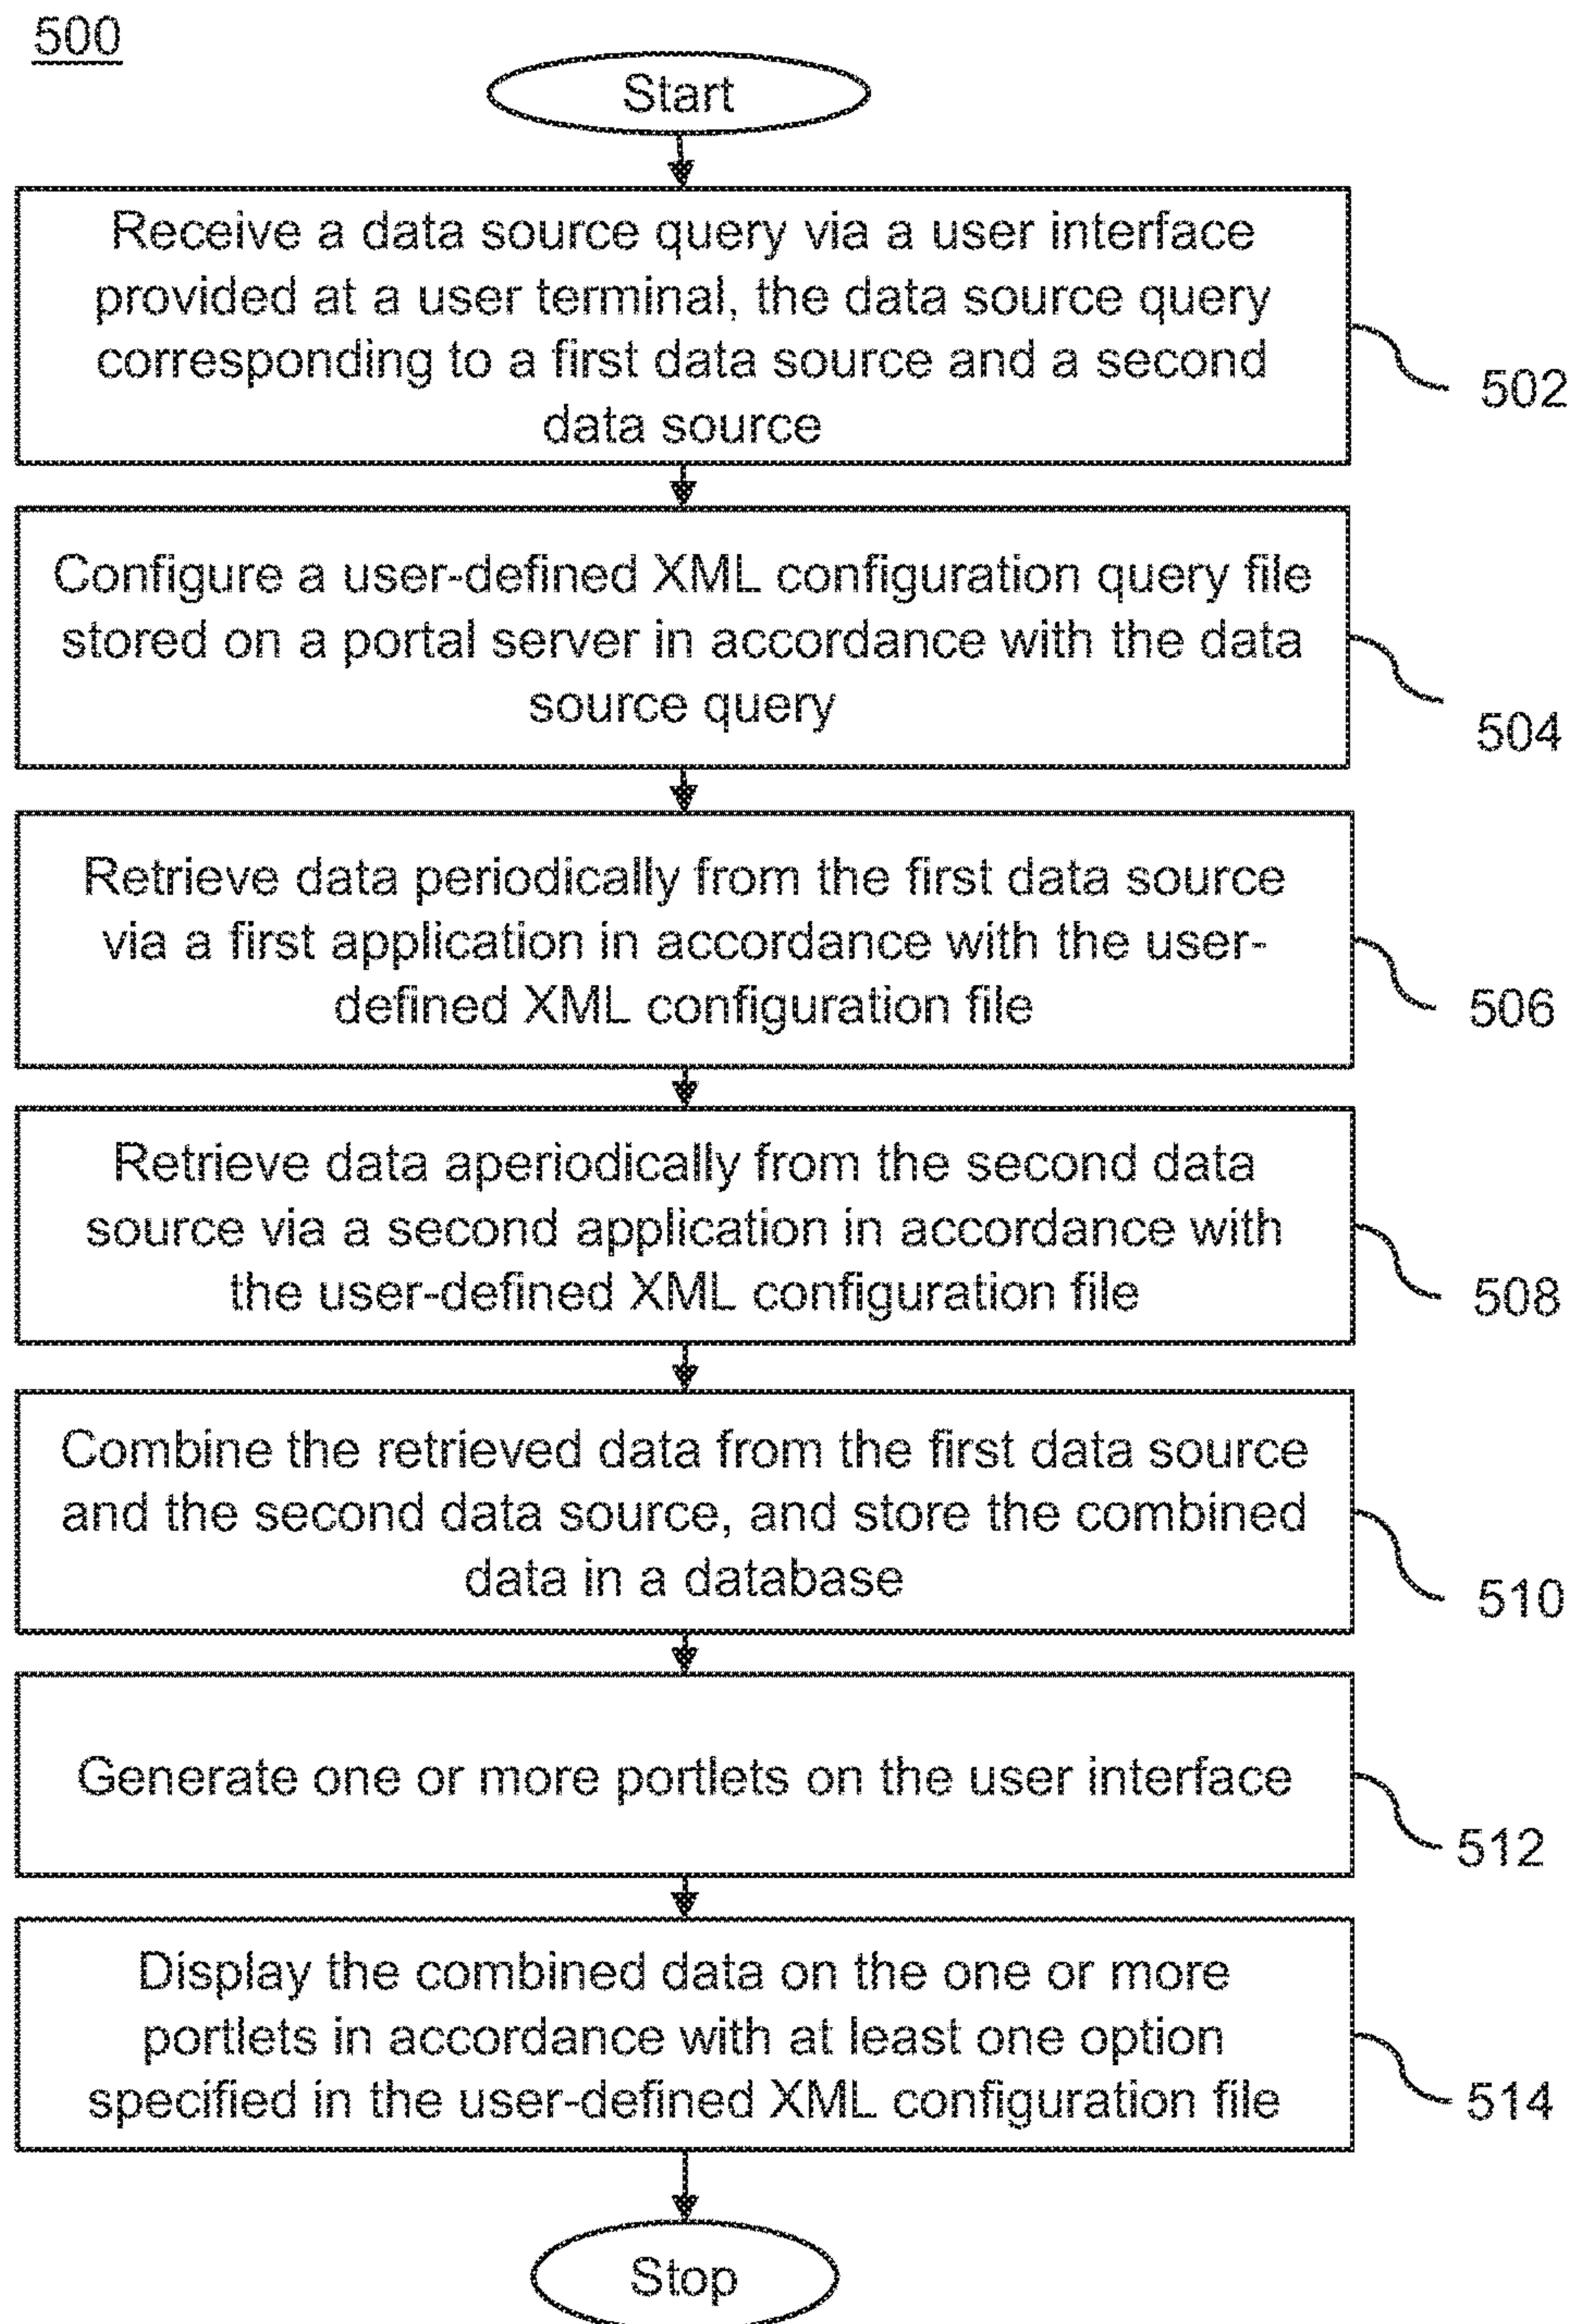 500
Start
Receive a data source query via a user interface
provided at a user terminal, the data source query
corresponding to a first data source and a second
data source
502
Configure a user-defined XML configuration query file
stored on a portal server in accordance with the data
source query
504
Retrieve data periodically from the first data source
via a first application in accordance with the user-
defined XML configuration file
506
Retrieve data aperiodically from the second data
source via a second application in accordance with
the user-defined XML configuration file
508
Combine the retrieved data from the first data source
and the second data source, and store the combined
data in a database
510
Generate one or more portlets on the user interface
512
Display the combined data on the one or more
portlets in accordance with at least one option
specified in the user-defined XML configuration file
514
Stop